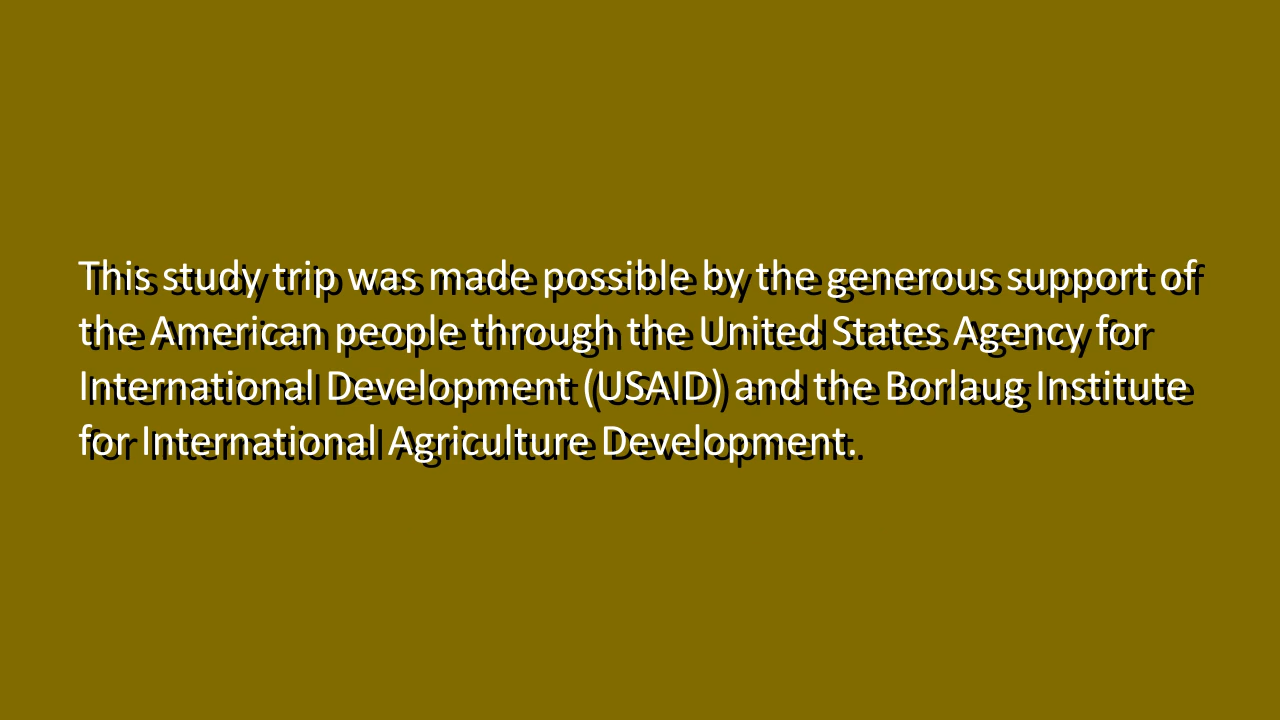 This study trip was made possible by the generous support of
the American people through the United States Agency for
International Development (USAID) and the Borlaug Institute
for International Agriculture Development.